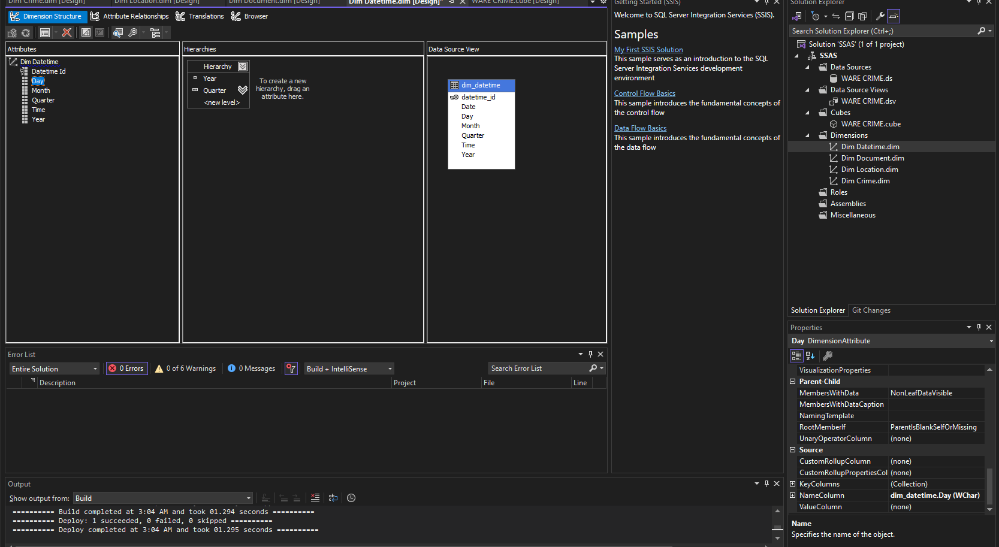 Dim Crime.dim [Design]
Dim Location.dim [Design]
Dim Document.dim [Design]
Dim Datetime.dim [Design]*
WARE CRIME.cube [Design]
Dimension Structure
Attribute Relationships
Translations
Browser
Attributes
Dim Datetime
Datetime Id
Day
Month
Quarter
Time
Year
Hierarchies
Hierarchy
Year
Quarter
<new level>
To create a new
hierarchy, drag an
attribute here.
Data Source View
dim_datetime
datetime_id
Date
Day
Month
Quarter
Time
Year
Getting Started (SSIS)
Welcome to SQL Server Integration Services (SSIS).
Samples
My First SSIS Solution
This sample serves as an introduction to the SQL
Server Integration Services development
environment
Control Flow Basics
This sample introduces the fundamental concepts of
the control flow
Data Flow Basics
This sample introduces the fundamental concepts of
the data flow
Solution Explorer
Search Solution Explorer (Ctrl+;)
Solution 'SSAS' (1 of 1 project)
SSAS
Data Sources
WARE CRIME.ds
Data Source Views
WARE CRIME.dsv
Cubes
WARE CRIME.cube
Dimensions
Dim Datetime.dim
Dim Document.dim
Dim Location.dim
Dim Crime.dim
Roles
Assemblies
Miscellaneous
Solution Explorer
Git Changes
Error List
Entire Solution
0 Errors
0 of 6 Warnings
0 Messages
Build + IntelliSense
Search Error List
Description
Project
File
Line
Output
Show output from: Build
========== Build completed at 3:04 AM and took 01.294 seconds ==========
========== Deploy: 1 succeeded, 0 failed, 0 skipped ==========
========== Deploy completed at 3:04 AM and took 01.295 seconds ==========
Properties
Day DimensionAttribute
VisualizationProperties
Parent-Child
MembersWithData NonLeafDataVisible
MembersWithDataCaption
NamingTemplate
RootMemberIf ParentIsBlankSelfOrMissing
UnaryOperatorColumn (none)
Source
CustomRollupColumn (none)
CustomRollupPropertiesCol (none)
KeyColumns (Collection)
NameColumn dim_datetime.Day (WChar)
ValueColumn (none)
Name
Specifies the name of the object.